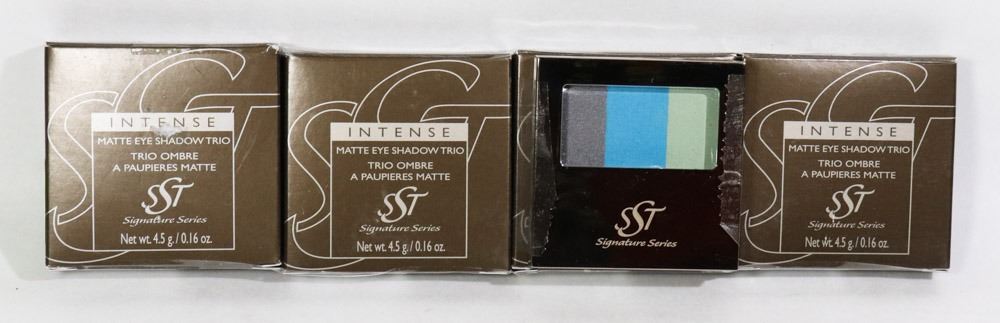 INTENSE
MATTE EYE SHADOW TRIO
TRIO OMBRE
A PAUPIERES MATTE
SST
Signature Series
Net wt. 4.5 g./0.16 oz.
INTENSE
MATTE EYE SHADOW TRIO
TRIO OMBRE
A PAUPIERES MATTE
SST
Signature Series
Net wt. 4.5 g./0.16 oz.
SST
Signature Series
INTENSE
MATTE EYE SHADOW TRIO
TRIO OMBRE
A PAUPIERES MATTE
SST
Signature Series
Net wt. 4.5 g./0.16 oz.